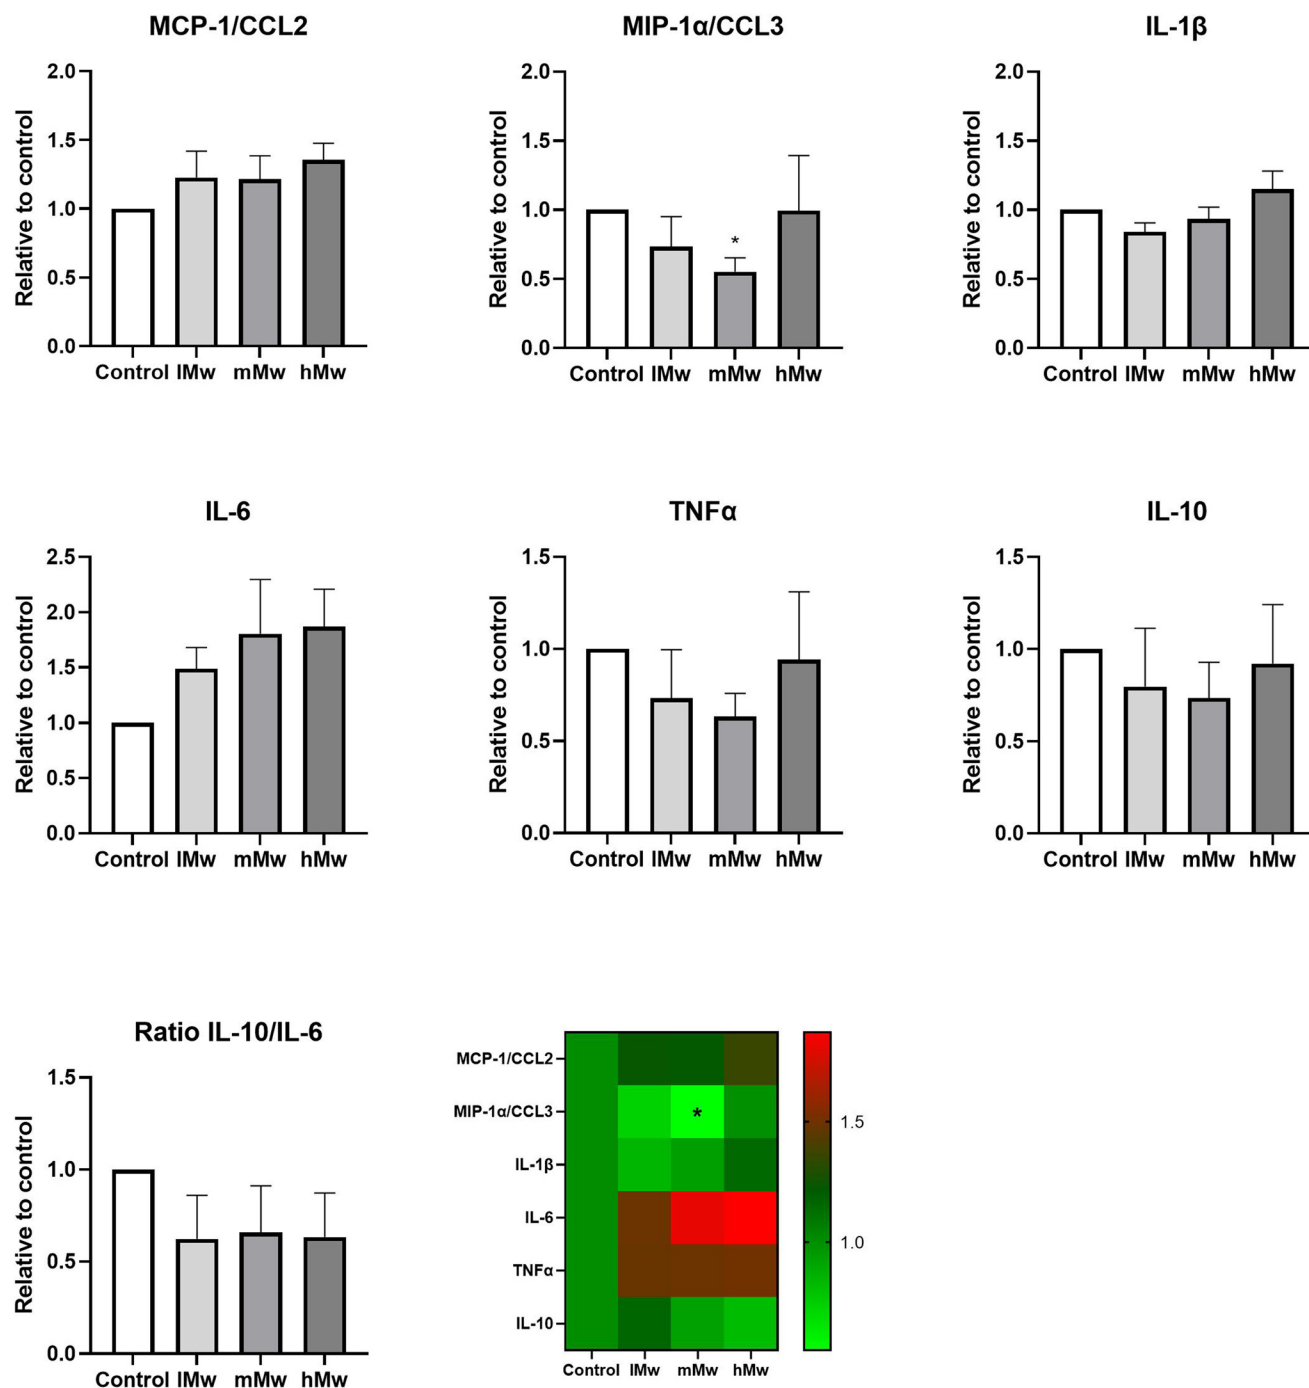 MCP-1/CCL2
Relative to control
2.0
1.5
1.0
0.5
0.0
Control lMw mMw hMw
MIP-1α/CCL3
Relative to control
2.0
1.5
1.0
0.5
0.0
*
Control lMw mMw hMw
IL-1β
Relative to control
2.0
1.5
1.0
0.5
0.0
Control lMw mMw hMw
IL-6
Relative to control
2.5
2.0
1.5
1.0
0.5
0.0
Control lMw mMw hMw
TNFα
Relative to control
1.5
1.0
0.5
0.0
Control lMw mMw hMw
IL-10
Relative to control
1.5
1.0
0.5
0.0
Control lMw mMw hMw
Ratio IL-10/IL-6
Relative to control
1.5
1.0
0.5
0.0
Control lMw mMw hMw
MCP-1/CCL2
MIP-1α/CCL3
*
IL-1β
IL-6
TNFα
IL-10
Control lMw mMw hMw
1.5
1.0